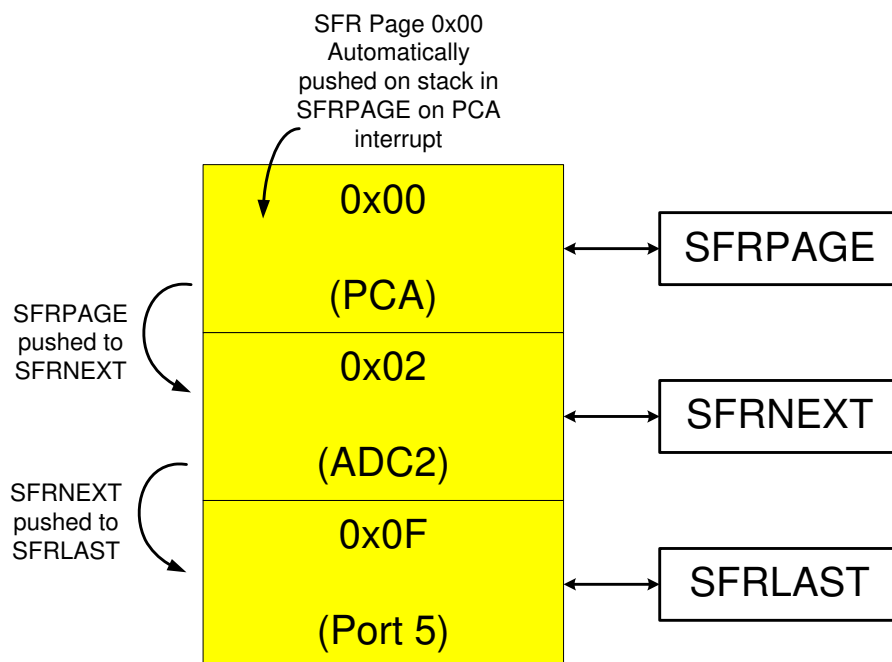 SFR Page 0x00
Automatically
pushed on stack in
SFRPAGE on PCA
interrupt
0x00
(PCA)
SFRPAGE
SFRPAGE
pushed to
SFRNEXT
0x02
(ADC2)
SFRNEXT
SFRNEXT
pushed to
SFRLAST
0x0F
(Port 5)
SFRLAST